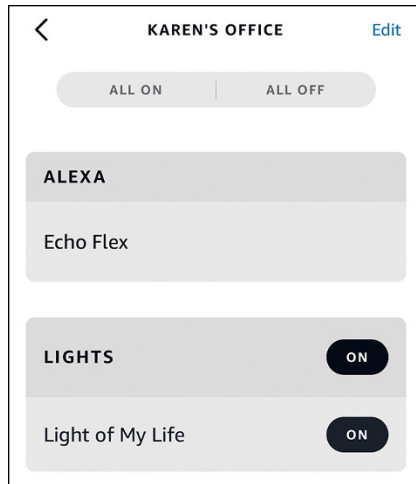 KAREN'S OFFICE Edit
ALL ON ALL OFF
ALEXA
Echo Flex
LIGHTS ON
Light of My Life ON